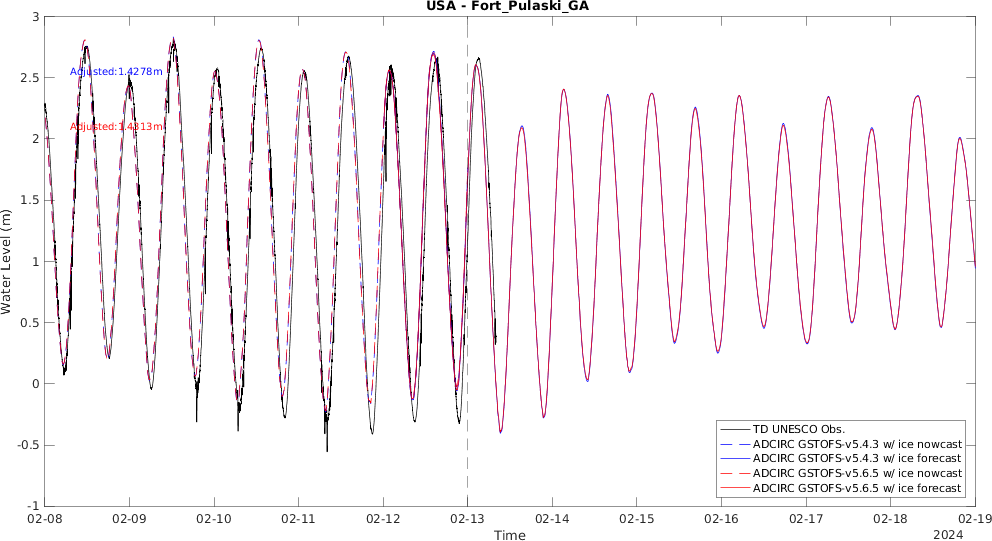 USA - Fort_Pulaski_GA
3
2.5
2
1.5
1
0.5
0
-0.5
-1
Water Level (m)
Adjusted:1.4278m
Adjusted:1.4313m
TD UNESCO Obs.
ADCIRC GSTOFS-v5.4.3 w/ ice nowcast
ADCIRC GSTOFS-v5.4.3 w/ ice forecast
ADCIRC GSTOFS-v5.6.5 w/ ice nowcast
ADCIRC GSTOFS-v5.6.5 w/ ice forecast
02-08 02-09 02-10 02-11 02-12 02-13 02-14 02-15 02-16 02-17 02-18 02-19
Time
2024